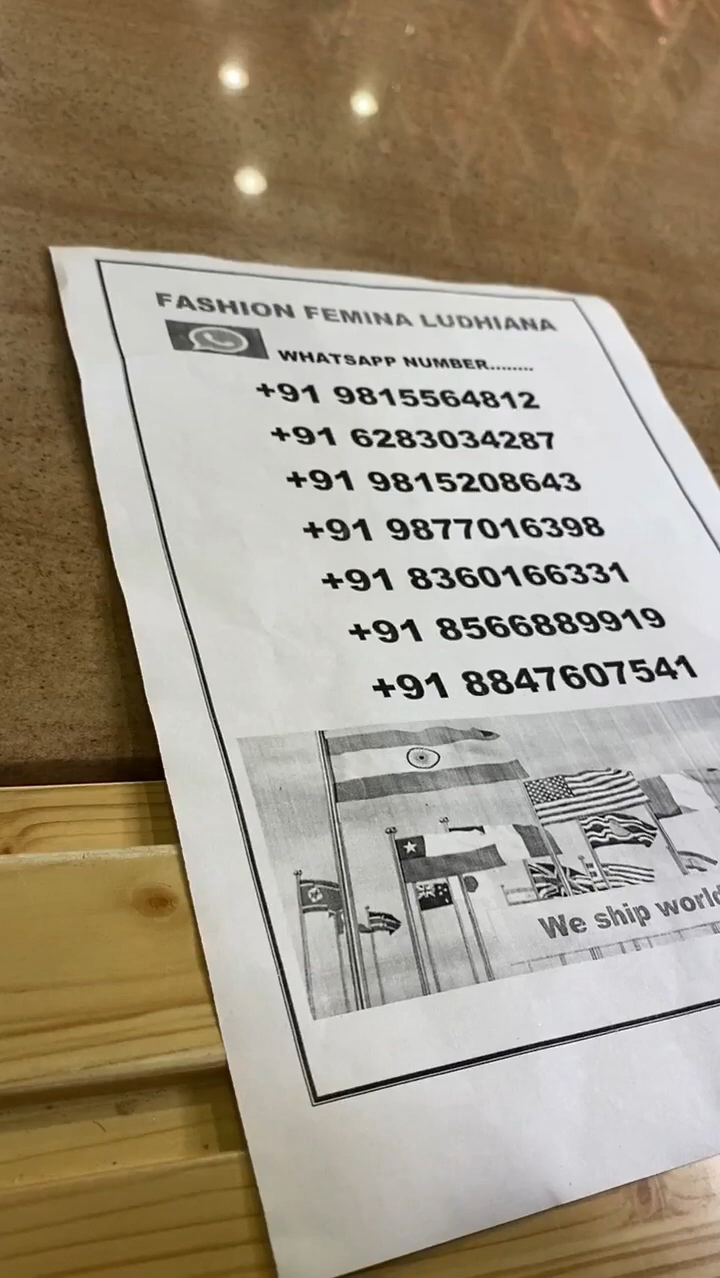 FASHION FEMINA LUDHIANA
WHATSAPP NUMBER........
+91 9815564812
+91 6283034287
+91 9815208643
+91 9877016398
+91 8360166331
+91 8566889919
+91 8847607541
We ship